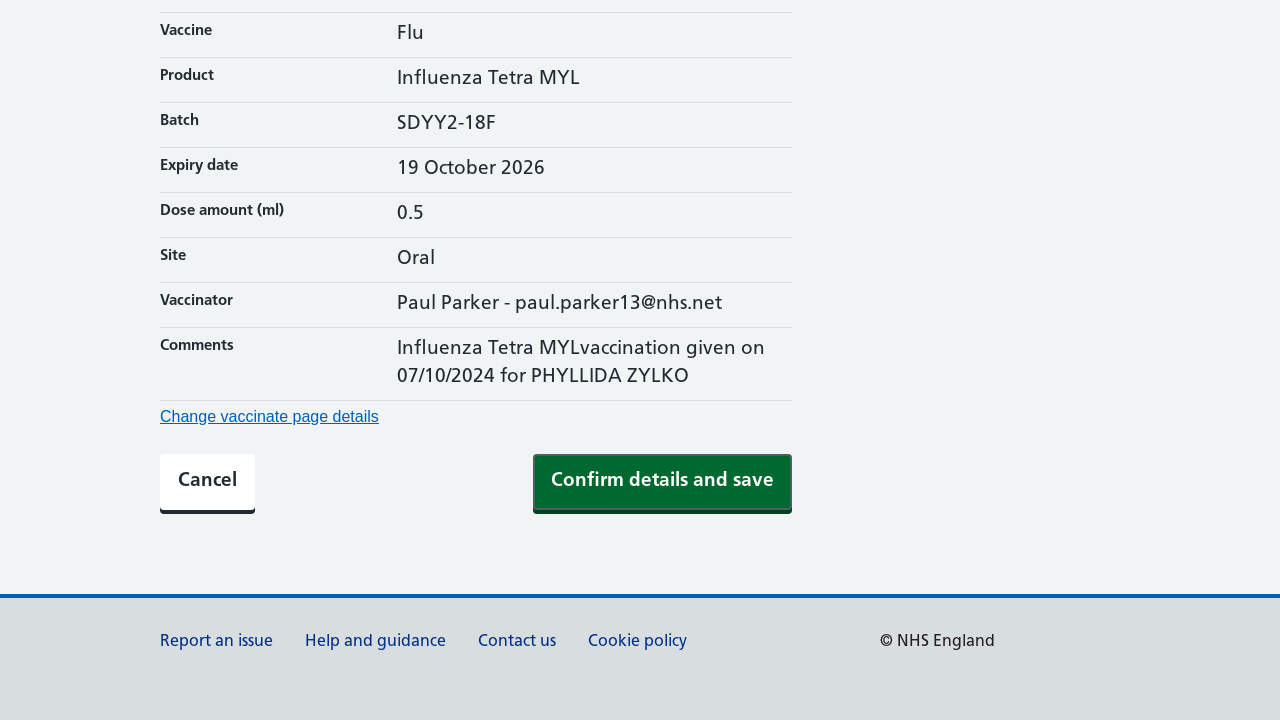 Vaccine Flu
Product Influenza Tetra MYL
Batch SDYY2-18F
Expiry date 19 October 2026
Dose amount (ml) 0.5
Site Oral
Vaccinator Paul Parker - paul.parker13@nhs.net
Comments Influenza Tetra MYLvaccination given on
07/10/2024 for PHYLLIDA ZYLKO
Change vaccinate page details
Cancel Confirm details and save
Report an issue Help and guidance Contact us Cookie policy © NHS England